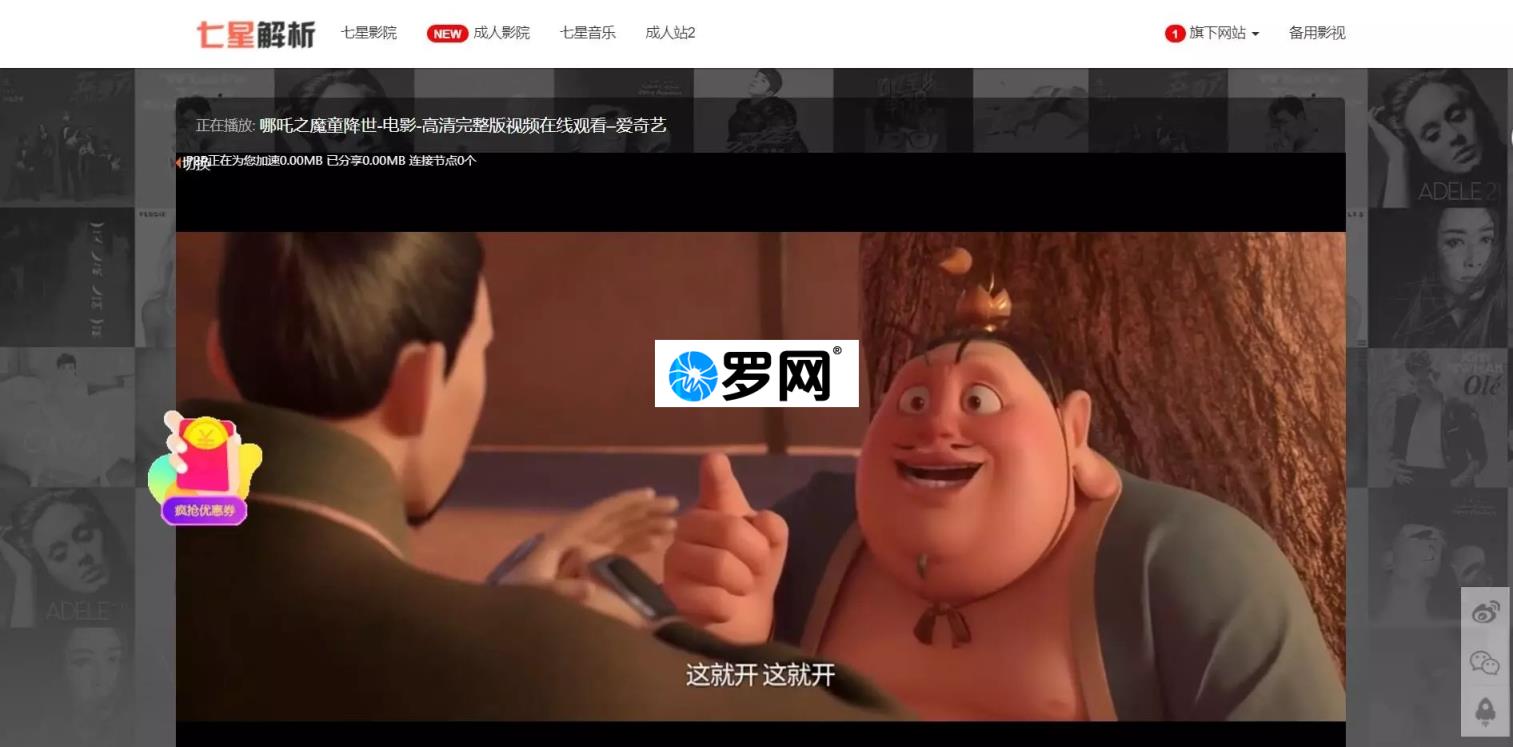 七星解析 七星影院 NEW 成人影院 七星音乐 成人站2 1 旗下网站 备用影视
正在播放: 哪吒之魔童降世-电影-高清完整版视频在线观看–爱奇艺
切换
P2P正在为您加速0.00MB 已分享0.00MB 连接节点0个
ADELE 21
罗网®
Olé
疯抢优惠券
ADELE
这就开 这就开